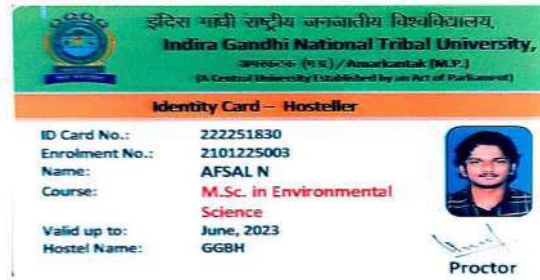 इंदिरा गांधी राष्ट्रीय जनजातीय विश्वविद्यालय,
Indira Gandhi National Tribal University,
अमरकंटक (म.प्र.)/Amarkantak (M.P.)
(A Central University Established by an Act of Parliament)
Identity Card – Hosteller
ID Card No.: 222251830
Enrolment No.: 2101225003
Name: AFSAL N
Course: M.Sc. in Environmental
Science
Valid up to: June, 2023
Hostel Name: GGBH
Proctor